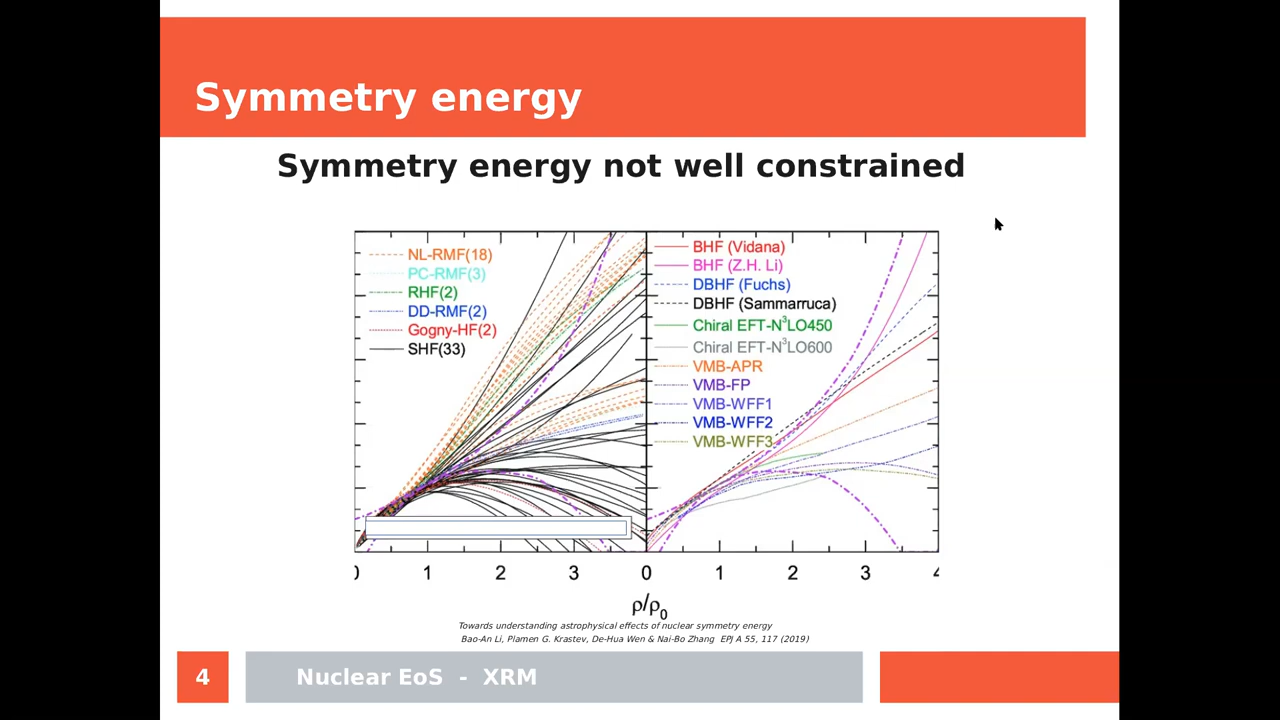 Symmetry energy
Symmetry energy not well constrained
NL-RMF(18)
PC-RMF(3)
RHF(2)
DD-RMF(2)
Gogny-HF(2)
SHF(33)
BHF (Vidana)
BHF (Z.H. Li)
DBHF (Fuchs)
DBHF (Sammarruca)
Chiral EFT-N³LO450
Chiral EFT-N³LO600
VMB-APR
VMB-FP
VMB-WFF1
VMB-WFF2
VMB-WFF3
0 1 2 3 0 1 2 3 4
ρ/ρ₀
Towards understanding astrophysical effects of nuclear symmetry energy
Bao-An Li, Plamen G. Krastev, De-Hua Wen & Nai-Bo Zhang EPJ A 55, 117 (2019)
4
Nuclear EoS - XRM